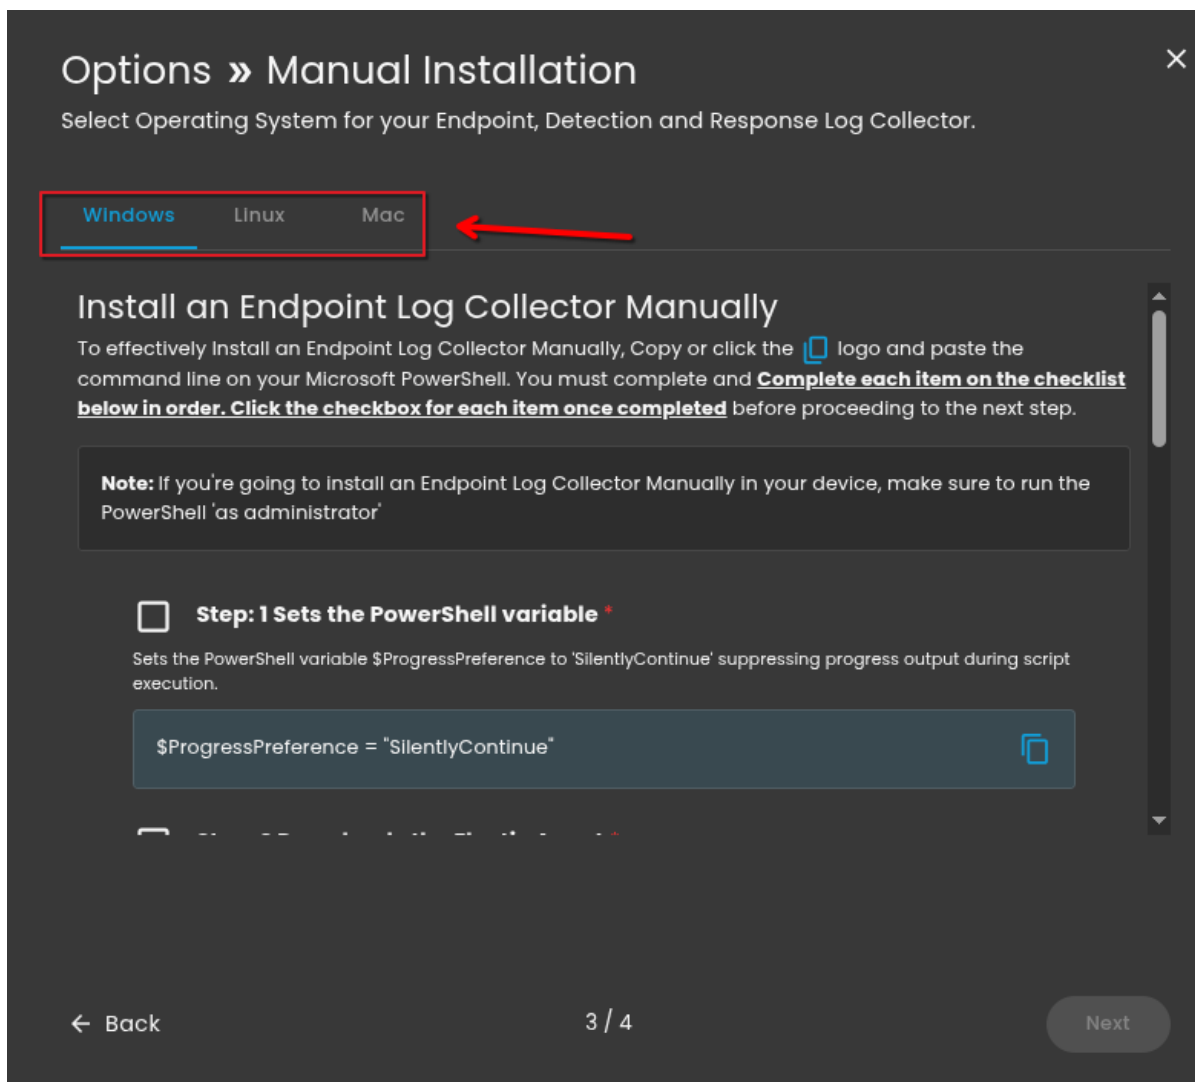 Options » Manual Installation
Select Operating System for your Endpoint, Detection and Response Log Collector.
Windows Linux Mac
Install an Endpoint Log Collector Manually
To effectively Install an Endpoint Log Collector Manually, Copy or click the logo and paste the
command line on your Microsoft PowerShell. You must complete and Complete each item on the checklist
below in order. Click the checkbox for each item once completed before proceeding to the next step.
Note: If you're going to install an Endpoint Log Collector Manually in your device, make sure to run the
PowerShell 'as administrator'
Step: 1 Sets the PowerShell variable *
Sets the PowerShell variable $ProgressPreference to 'SilentlyContinue' suppressing progress output during script
execution.
$ProgressPreference = "SilentlyContinue"
← Back
3 / 4
Next